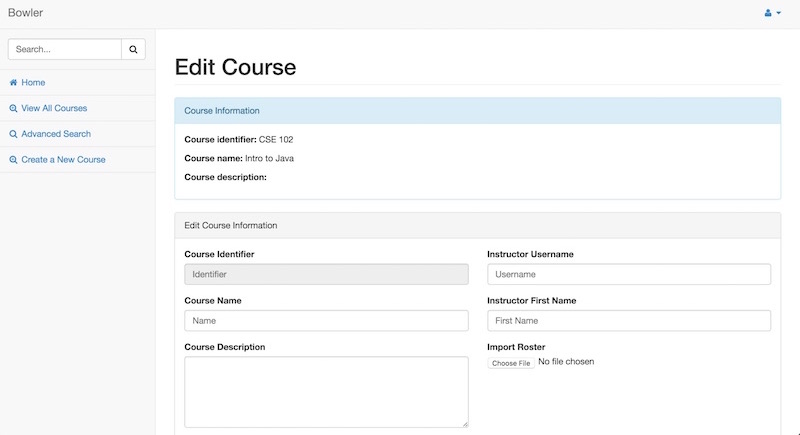 Bowler
Search...
Home
View All Courses
Advanced Search
Create a New Course
Edit Course
Course Information
Course identifier: CSE 102
Course name: Intro to Java
Course description:
Edit Course Information
Course Identifier
Identifier
Instructor Username
Username
Course Name
Name
Instructor First Name
First Name
Course Description
Import Roster
Choose File No file chosen